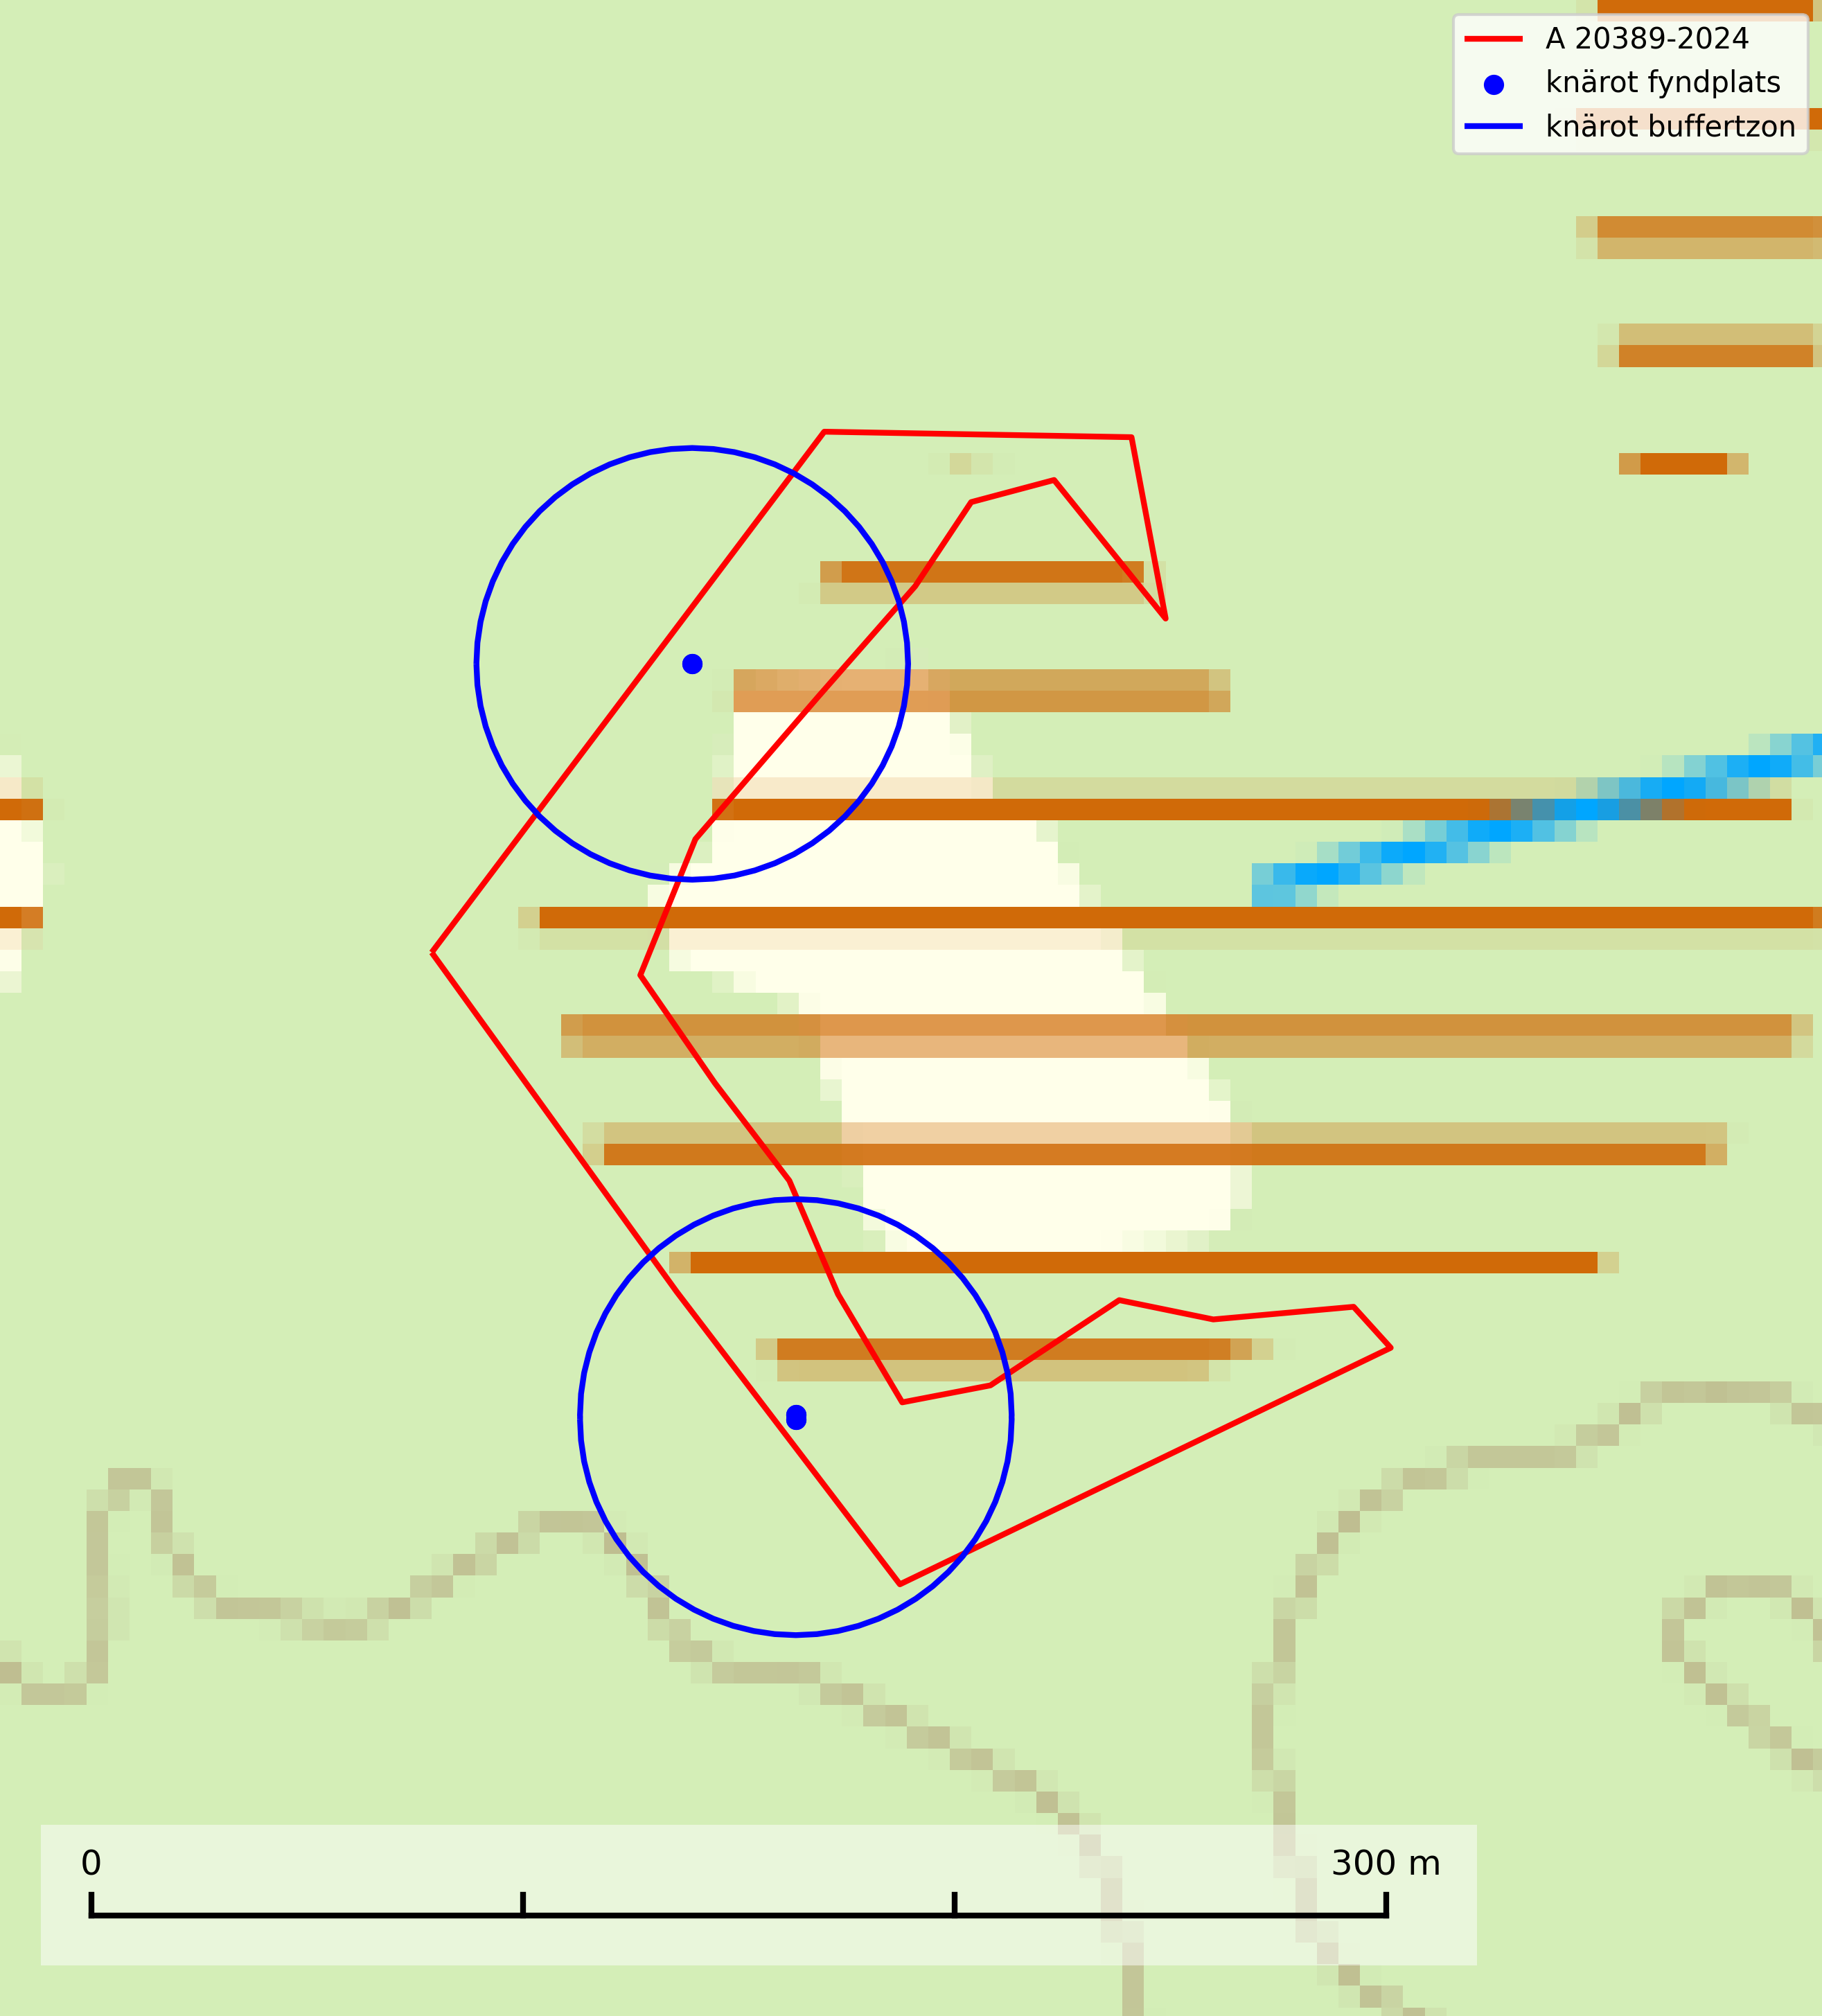 A 20389-2024
knärot fyndplats
knärot buffertzon
0
300 m